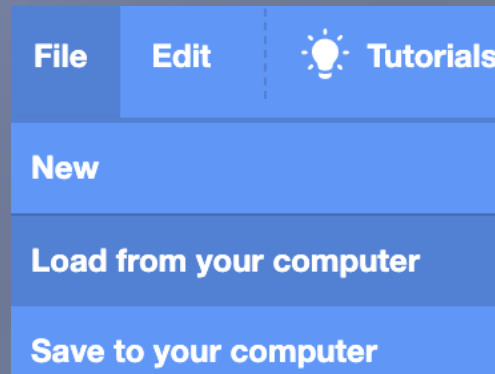 File Edit Tutorials
New
Load from your computer
Save to your computer